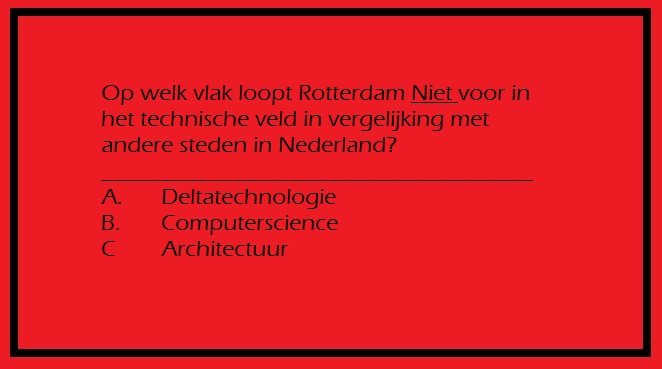 Op welk vlak loopt Rotterdam Niet voor in
het technische veld in vergelijking met
andere steden in Nederland?
A. Deltatechnologie
B. Computerscience
C Architectuur